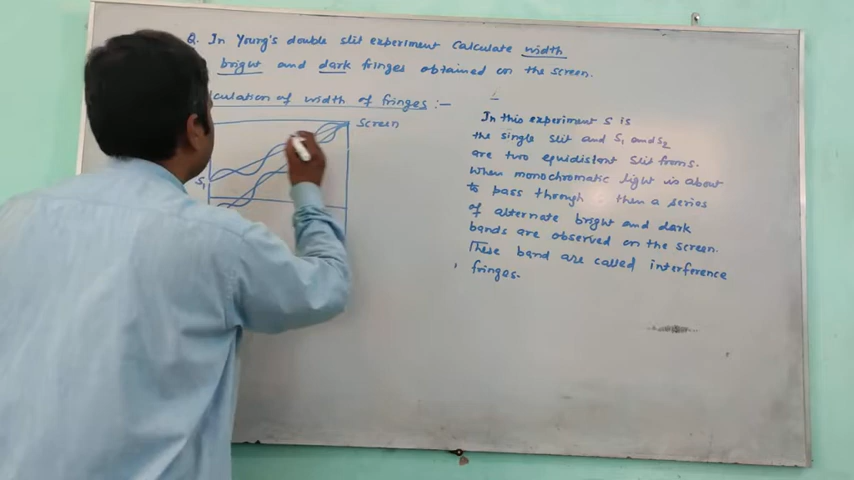 Q. In Young's double slit experiment Calculate width
bright and dark fringes obtained on the screen.
lculation of width of fringes :-
Screen
S1
In this experiment S is
the single slit and S1 and S2
are two equidistant slit from S.
When monochromatic light is about
to pass through then a series
of alternate bright and dark
bands are observed on the screen.
These band are called interference
fringes.